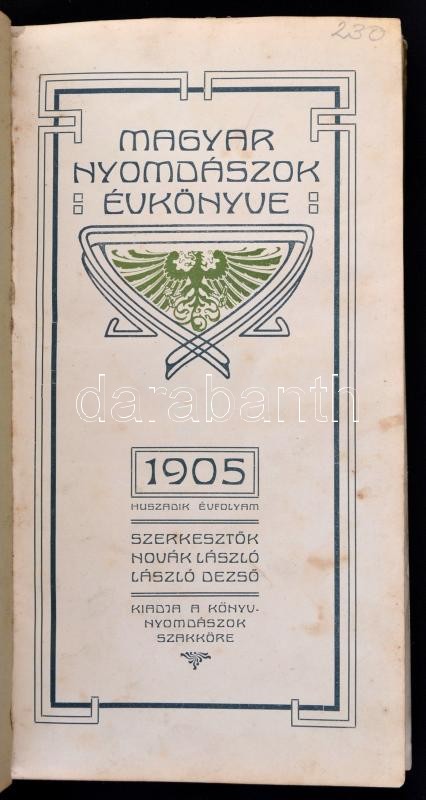 230
MAGYAR
NYOMDÁSZOK
ÉVKÖNYVE
darabanth
1905
HUSZADIK ÉVFOLYAM
SZERKESZTŐK
NOVÁK LÁSZLÓ
LÁSZLÓ DEZSŐ
KIADJA A KÖNYV-
NYOMDÁSZOK
SZAKKÖRE